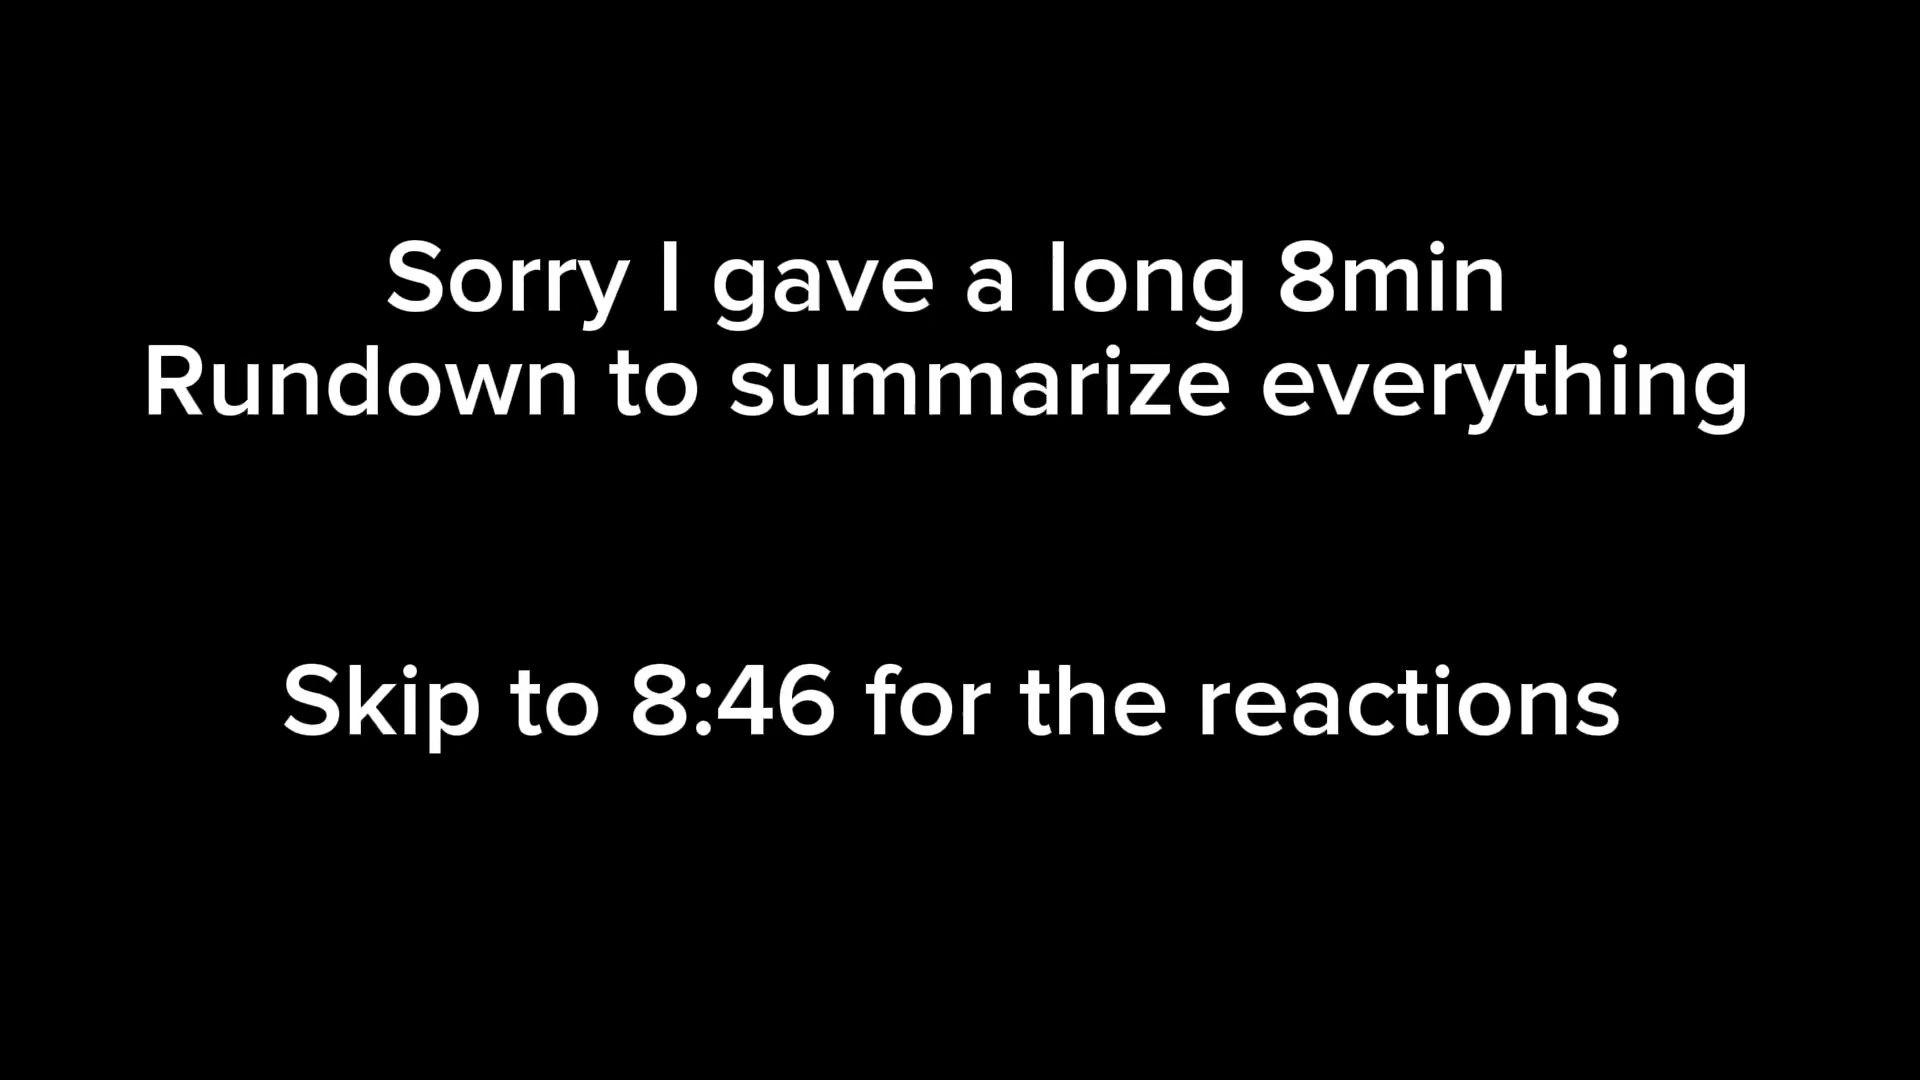 Sorry I gave a long 8min
Rundown to summarize everything
Skip to 8:46 for the reactions